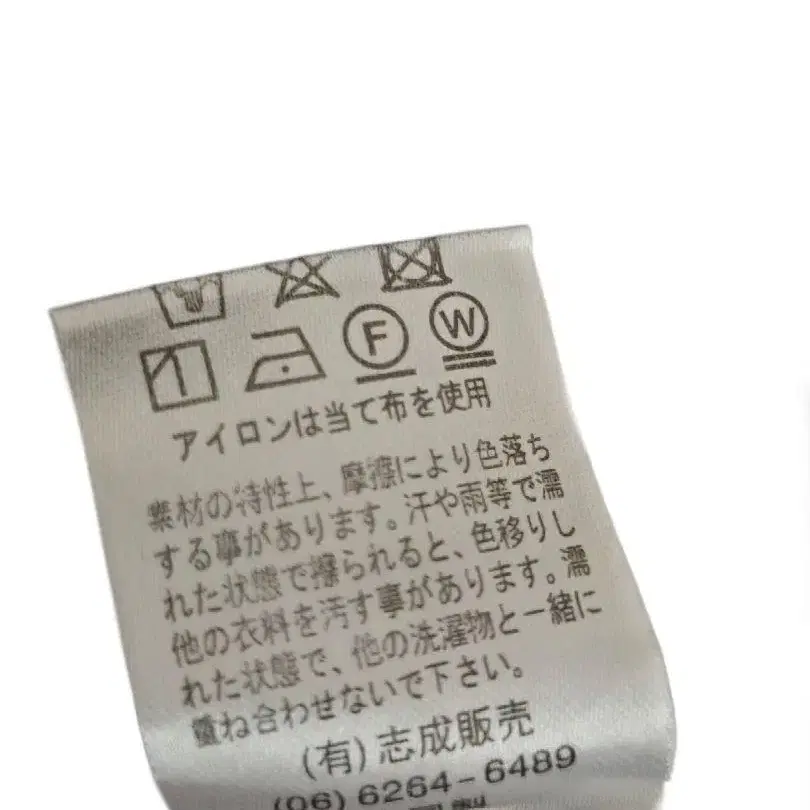 F W
アイロンは当て布を使用
素材の特性上、摩擦により色落ち
する事があります。汗や雨等で濡
れた状態で擦られると、色移りし
他の衣料を汚す事があります。濡
れた状態で、他の洗濯物と一緒に
重ね合わせないで下さい。
(有)志成販売
(06) 6264-6489